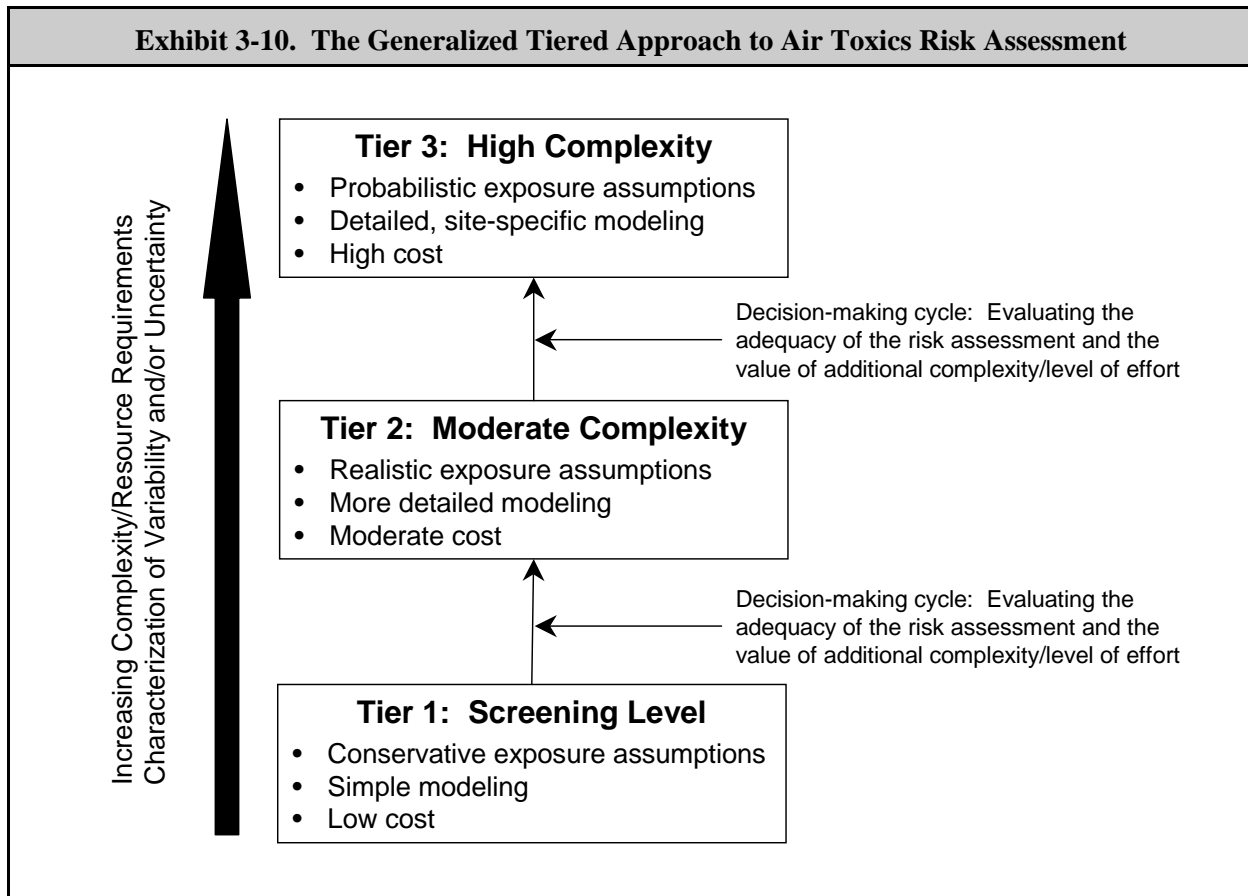 Exhibit 3-10. The Generalized Tiered Approach to Air Toxics Risk Assessment
Increasing Complexity/Resource Requirements
Characterization of Variability and/or Uncertainty
Tier 3: High Complexity
• Probabilistic exposure assumptions
• Detailed, site-specific modeling
• High cost
Decision-making cycle: Evaluating the
adequacy of the risk assessment and the
value of additional complexity/level of effort
Tier 2: Moderate Complexity
• Realistic exposure assumptions
• More detailed modeling
• Moderate cost
Decision-making cycle: Evaluating the
adequacy of the risk assessment and the
value of additional complexity/level of effort
Tier 1: Screening Level
• Conservative exposure assumptions
• Simple modeling
• Low cost